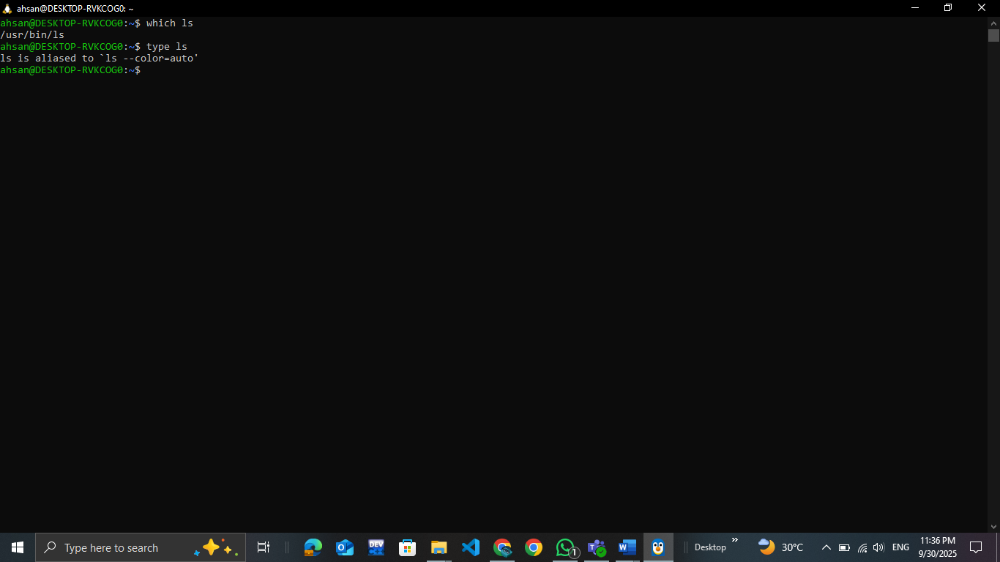 ahsan@DESKTOP-RVKCOG0: ~
ahsan@DESKTOP-RVKCOG0:~$ which ls
/usr/bin/ls
ahsan@DESKTOP-RVKCOG0:~$ type ls
ls is aliased to `ls --color=auto'
ahsan@DESKTOP-RVKCOG0:~$
Type here to search
DEV
1
Desktop
30°C
ENG
11:36 PM
9/30/2025